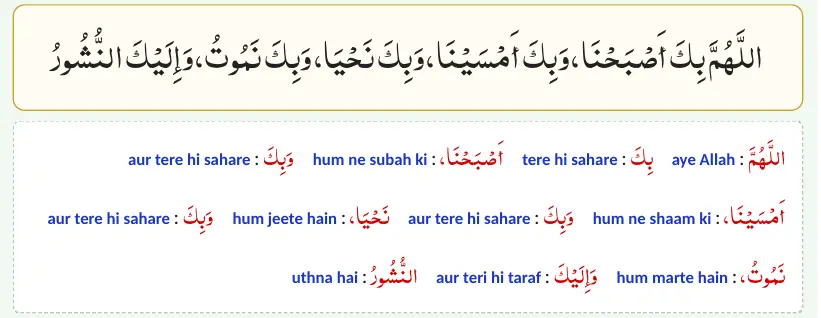 اللَّهُمَّ بِكَ أَصْبَحْنَا، وَبِكَ أَمْسَيْنَا، وَبِكَ نَحْيَا، وَبِكَ نَمُوتُ، وَإِلَيْكَ النُّشُورُ
اللَّهُمَّ : aye Allah بِكَ : tere hi sahare أَصْبَحْنَا، : hum ne subah ki وَبِكَ : aur tere hi sahare
أَمْسَيْنَا، : hum ne shaam ki وَبِكَ : aur tere hi sahare نَحْيَا، : hum jeete hain وَبِكَ : aur tere hi sahare
نَمُوتُ، : hum marte hain وَإِلَيْكَ : aur teri hi taraf النُّشُورُ : uthna hai